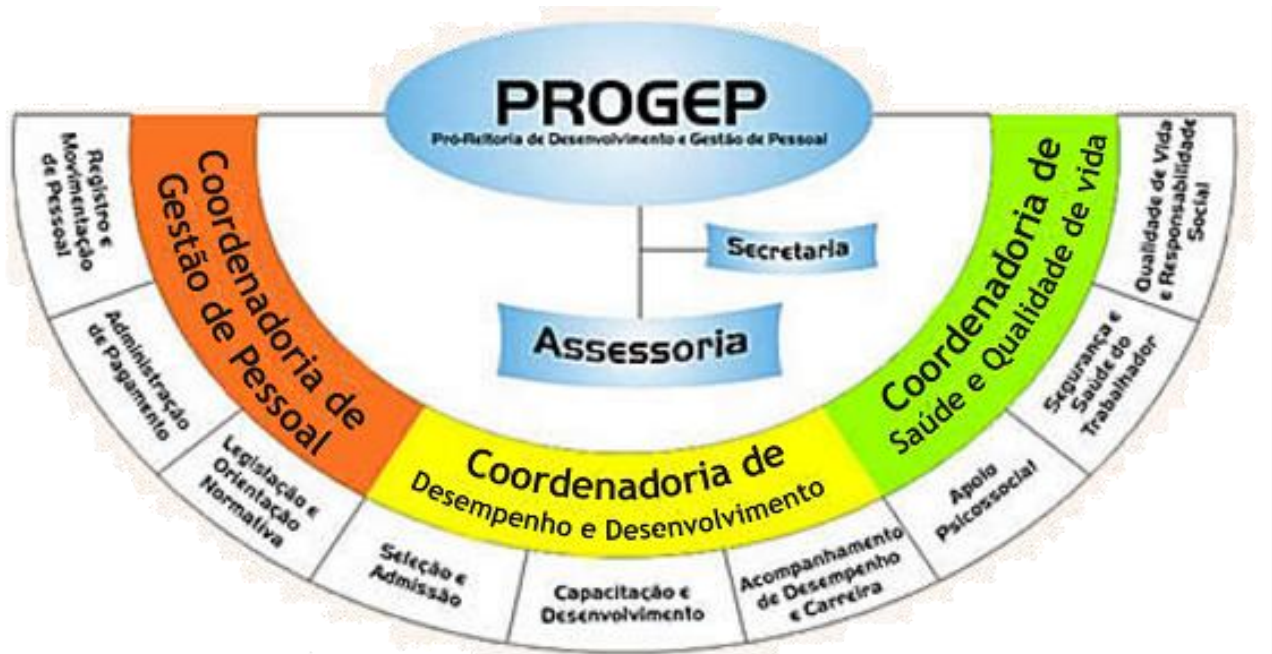 PROGEP
Pró-Reitoria de Desenvolvimento e Gestão de Pessoal
Secretaria
Assessoria
Coordenadoria de
Gestão de Pessoal
Registro e
Movimentação
de Pessoal
Administração
de Pagamento
Legislação e
Orientação
Normativa
Coordenadoria de
Desempenho e Desenvolvimento
Seleção e
Admissão
Capacitação e
Desenvolvimento
Acompanhamento
de Desempenho
e Carreira
Coordenadoria de
Saúde e Qualidade de vida
Apoio
Psicossocial
Segurança e
Saúde do
Trabalhador
Qualidade de Vida
e Responsabilidade
Social